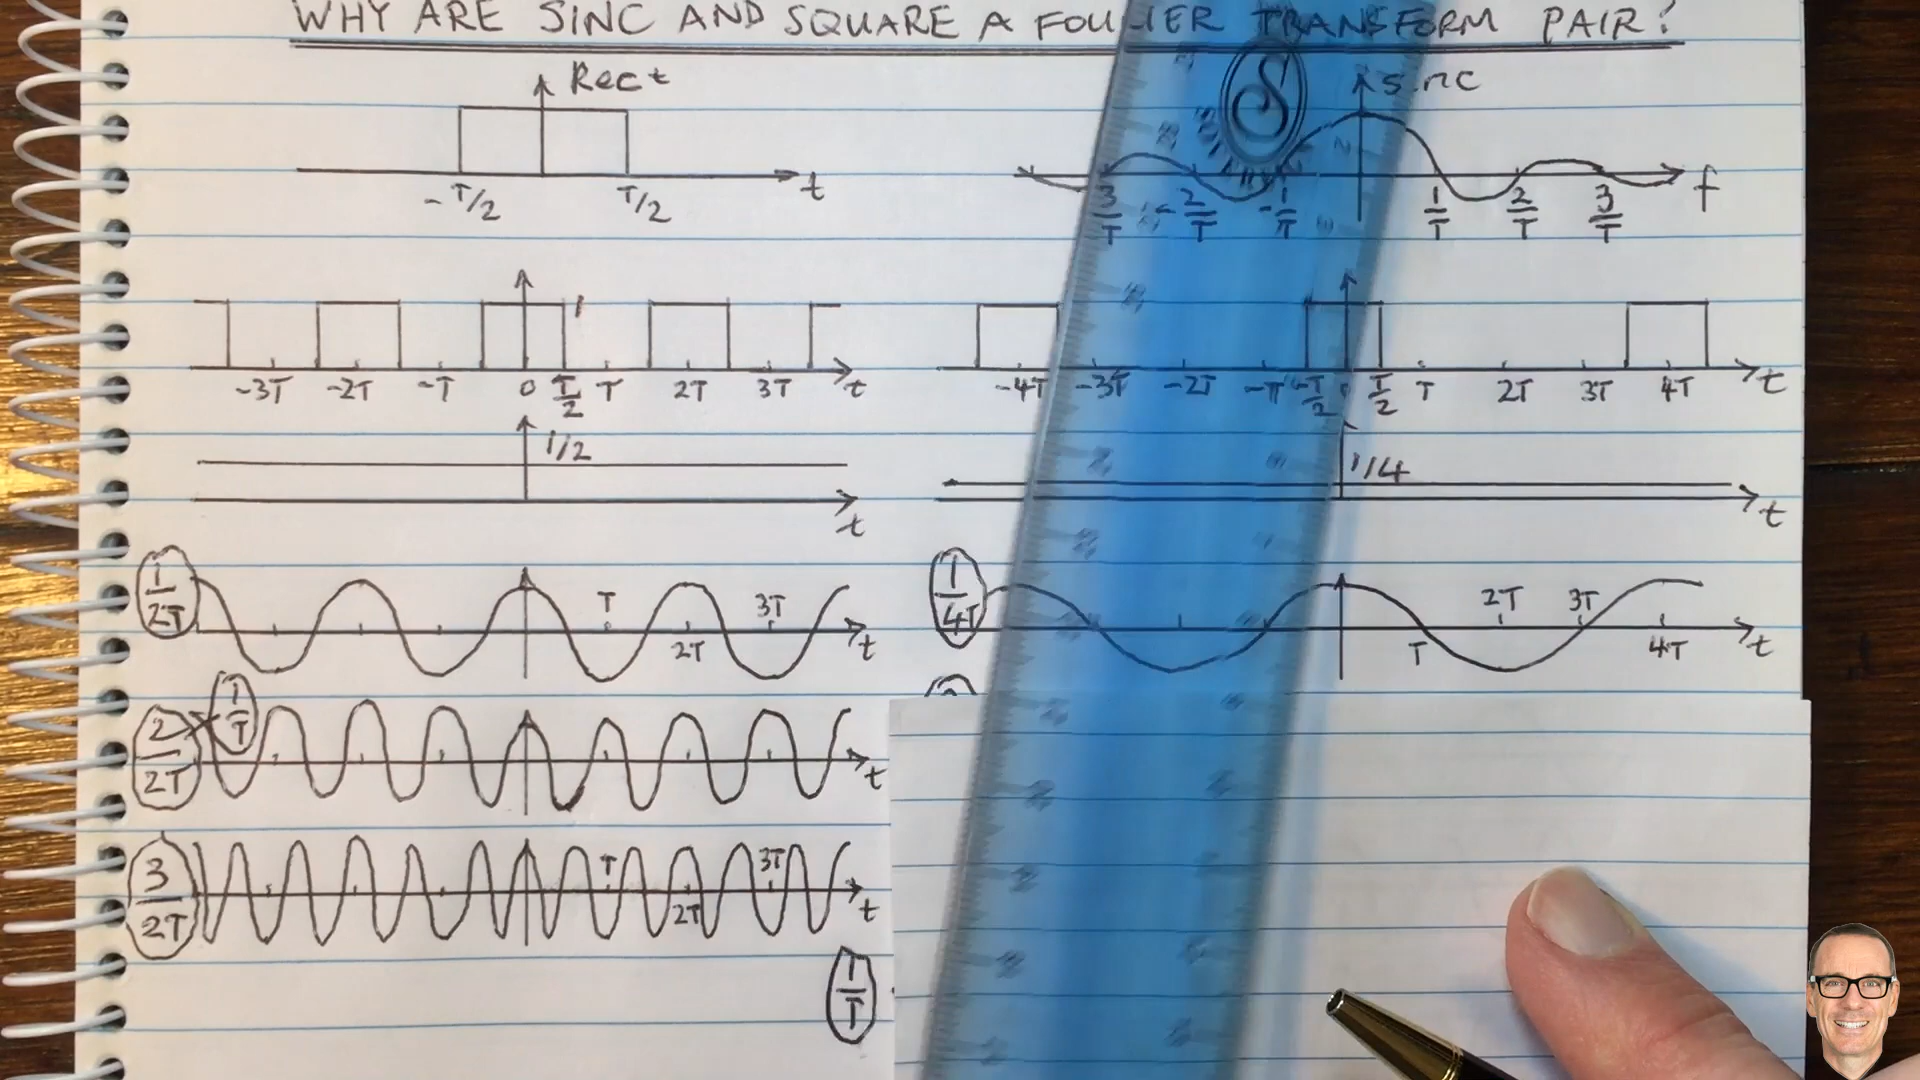 WHY ARE SINC AND SQUARE A FOURIER TRANSFORM PAIR?
Rect
sinc
-T/2 T/2 t
3/T -2/T -1/T 1/T 2/T 3/T f
1
-3T -2T -T 0 T/2 T 2T 3T t
-4T -3T -2T -T -T/2 T/2 T 2T 3T 4T t
1/2
t
1/4
t
1/2T
T 2T 3T t
1/4T
T 2T 3T 4T t
2/2T 1/T
t
3/2T
T 2T 3T t
1/T